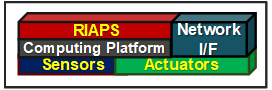 RIAPS
Network
I/F
Computing Platform
Sensors
Actuators